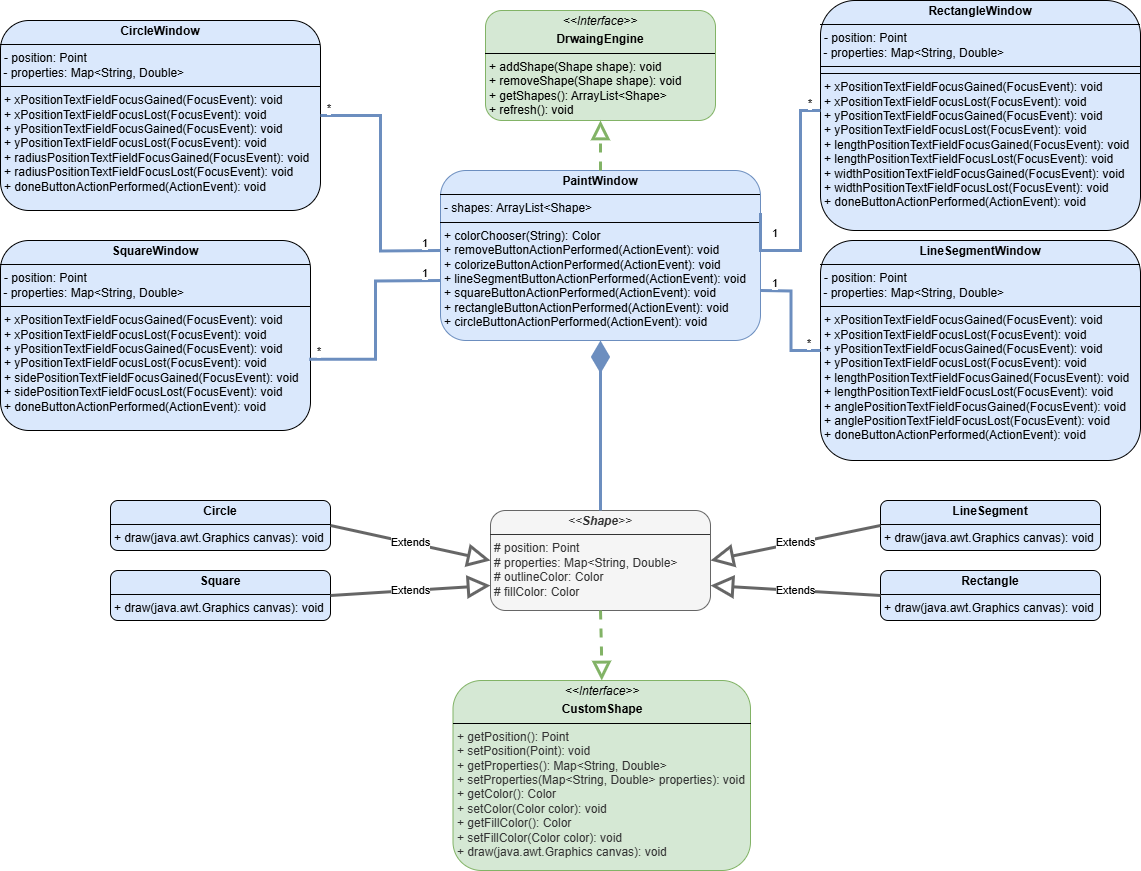 CircleWindow
- position: Point
- properties: Map<String, Double>
+ xPositionTextFieldFocusGained(FocusEvent): void
+ xPositionTextFieldFocusLost(FocusEvent): void
+ yPositionTextFieldFocusGained(FocusEvent): void
+ yPositionTextFieldFocusLost(FocusEvent): void
+ radiusPositionTextFieldFocusGained(FocusEvent): void
+ radiusPositionTextFieldFocusLost(FocusEvent): void
+ doneButtonActionPerformed(ActionEvent): void
*
<<Interface>>
DrwaingEngine
+ addShape(Shape shape): void
+ removeShape(Shape shape): void
+ getShapes(): ArrayList<Shape>
+ refresh(): void
RectangleWindow
- position: Point
- properties: Map<String, Double>
+ xPositionTextFieldFocusGained(FocusEvent): void
+ xPositionTextFieldFocusLost(FocusEvent): void
+ yPositionTextFieldFocusGained(FocusEvent): void
+ yPositionTextFieldFocusLost(FocusEvent): void
+ lengthPositionTextFieldFocusGained(FocusEvent): void
+ lengthPositionTextFieldFocusLost(FocusEvent): void
+ widthPositionTextFieldFocusGained(FocusEvent): void
+ widthPositionTextFieldFocusLost(FocusEvent): void
+ doneButtonActionPerformed(ActionEvent): void
*
PaintWindow
- shapes: ArrayList<Shape>
+ colorChooser(String): Color
+ removeButtonActionPerformed(ActionEvent): void
+ colorizeButtonActionPerformed(ActionEvent): void
+ lineSegmentButtonActionPerformed(ActionEvent): void
+ squareButtonActionPerformed(ActionEvent): void
+ rectangleButtonActionPerformed(ActionEvent): void
+ circleButtonActionPerformed(ActionEvent): void
1
1
1
1
SquareWindow
- position: Point
- properties: Map<String, Double>
+ xPositionTextFieldFocusGained(FocusEvent): void
+ xPositionTextFieldFocusLost(FocusEvent): void
+ yPositionTextFieldFocusGained(FocusEvent): void
+ yPositionTextFieldFocusLost(FocusEvent): void
+ sidePositionTextFieldFocusGained(FocusEvent): void
+ sidePositionTextFieldFocusLost(FocusEvent): void
+ doneButtonActionPerformed(ActionEvent): void
*
LineSegmentWindow
- position: Point
- properties: Map<String, Double>
+ xPositionTextFieldFocusGained(FocusEvent): void
+ xPositionTextFieldFocusLost(FocusEvent): void
+ yPositionTextFieldFocusGained(FocusEvent): void
+ yPositionTextFieldFocusLost(FocusEvent): void
+ lengthPositionTextFieldFocusGained(FocusEvent): void
+ lengthPositionTextFieldFocusLost(FocusEvent): void
+ anglePositionTextFieldFocusGained(FocusEvent): void
+ anglePositionTextFieldFocusLost(FocusEvent): void
+ doneButtonActionPerformed(ActionEvent): void
*
Circle
+ draw(java.awt.Graphics canvas): void
Extends
Square
+ draw(java.awt.Graphics canvas): void
Extends
<<Shape>>
# position: Point
# properties: Map<String, Double>
# outlineColor: Color
# fillColor: Color
LineSegment
+ draw(java.awt.Graphics canvas): void
Extends
Rectangle
+ draw(java.awt.Graphics canvas): void
Extends
<<Interface>>
CustomShape
+ getPosition(): Point
+ setPosition(Point): void
+ getProperties(): Map<String, Double>
+ setProperties(Map<String, Double> properties): void
+ getColor(): Color
+ setColor(Color color): void
+ getFillColor(): Color
+ setFillColor(Color color): void
+ draw(java.awt.Graphics canvas): void